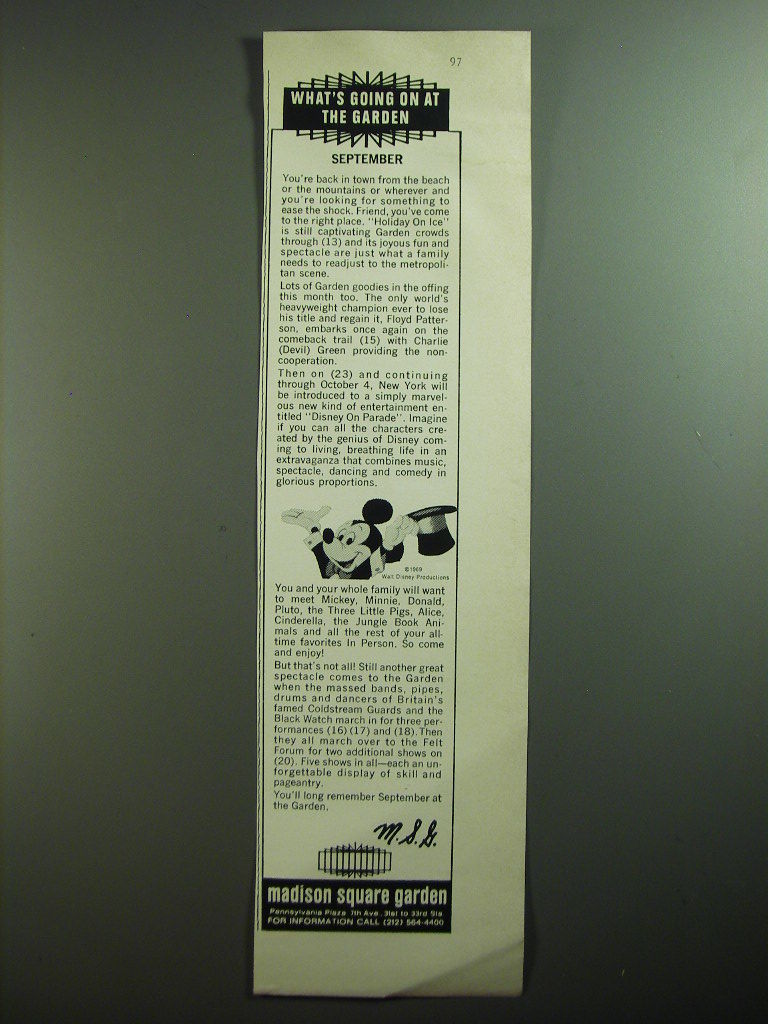 97
WHAT'S GOING ON AT
THE GARDEN
SEPTEMBER
You're back in town from the beach
or the mountains or wherever and
you're looking for something to
ease the shock. Friend, you've come
to the right place. "Holiday On Ice"
is still captivating Garden crowds
through (13) and its joyous fun and
spectacle are just what a family
needs to readjust to the metropoli-
tan scene.
Lots of Garden goodies in the offing
this month too. The only world's
heavyweight champion ever to lose
his title and regain it, Floyd Patter-
son, embarks once again on the
comeback trail (15) with Charlie
(Devil) Green providing the non-
cooperation.
Then on (23) and continuing
through October 4, New York will
be introduced to a simply marvel-
ous new kind of entertainment en-
titled "Disney On Parade". Imagine
if you can all the characters cre-
ated by the genius of Disney com-
ing to living, breathing life in an
extravaganza that combines music,
spectacle, dancing and comedy in
glorious proportions.
©1969
Walt Disney Productions
You and your whole family will want
to meet Mickey, Minnie, Donald,
Pluto, the Three Little Pigs, Alice,
Cinderella, the Jungle Book Ani-
mals and all the rest of your all-
time favorites In Person. So come
and enjoy!
But that's not all! Still another great
spectacle comes to the Garden
when the massed bands, pipes,
drums and dancers of Britain's
famed Coldstream Guards and the
Black Watch march in for three per-
formances (16) (17) and (18). Then
they all march over to the Felt
Forum for two additional shows on
(20). Five shows in all—each an un-
forgettable display of skill and
pageantry.
You'll long remember September at
the Garden.
M.S.G.
madison square garden
Pennsylvania Plaza 7th Ave. 31st to 33rd Sts.
FOR INFORMATION CALL (212) 564-4400